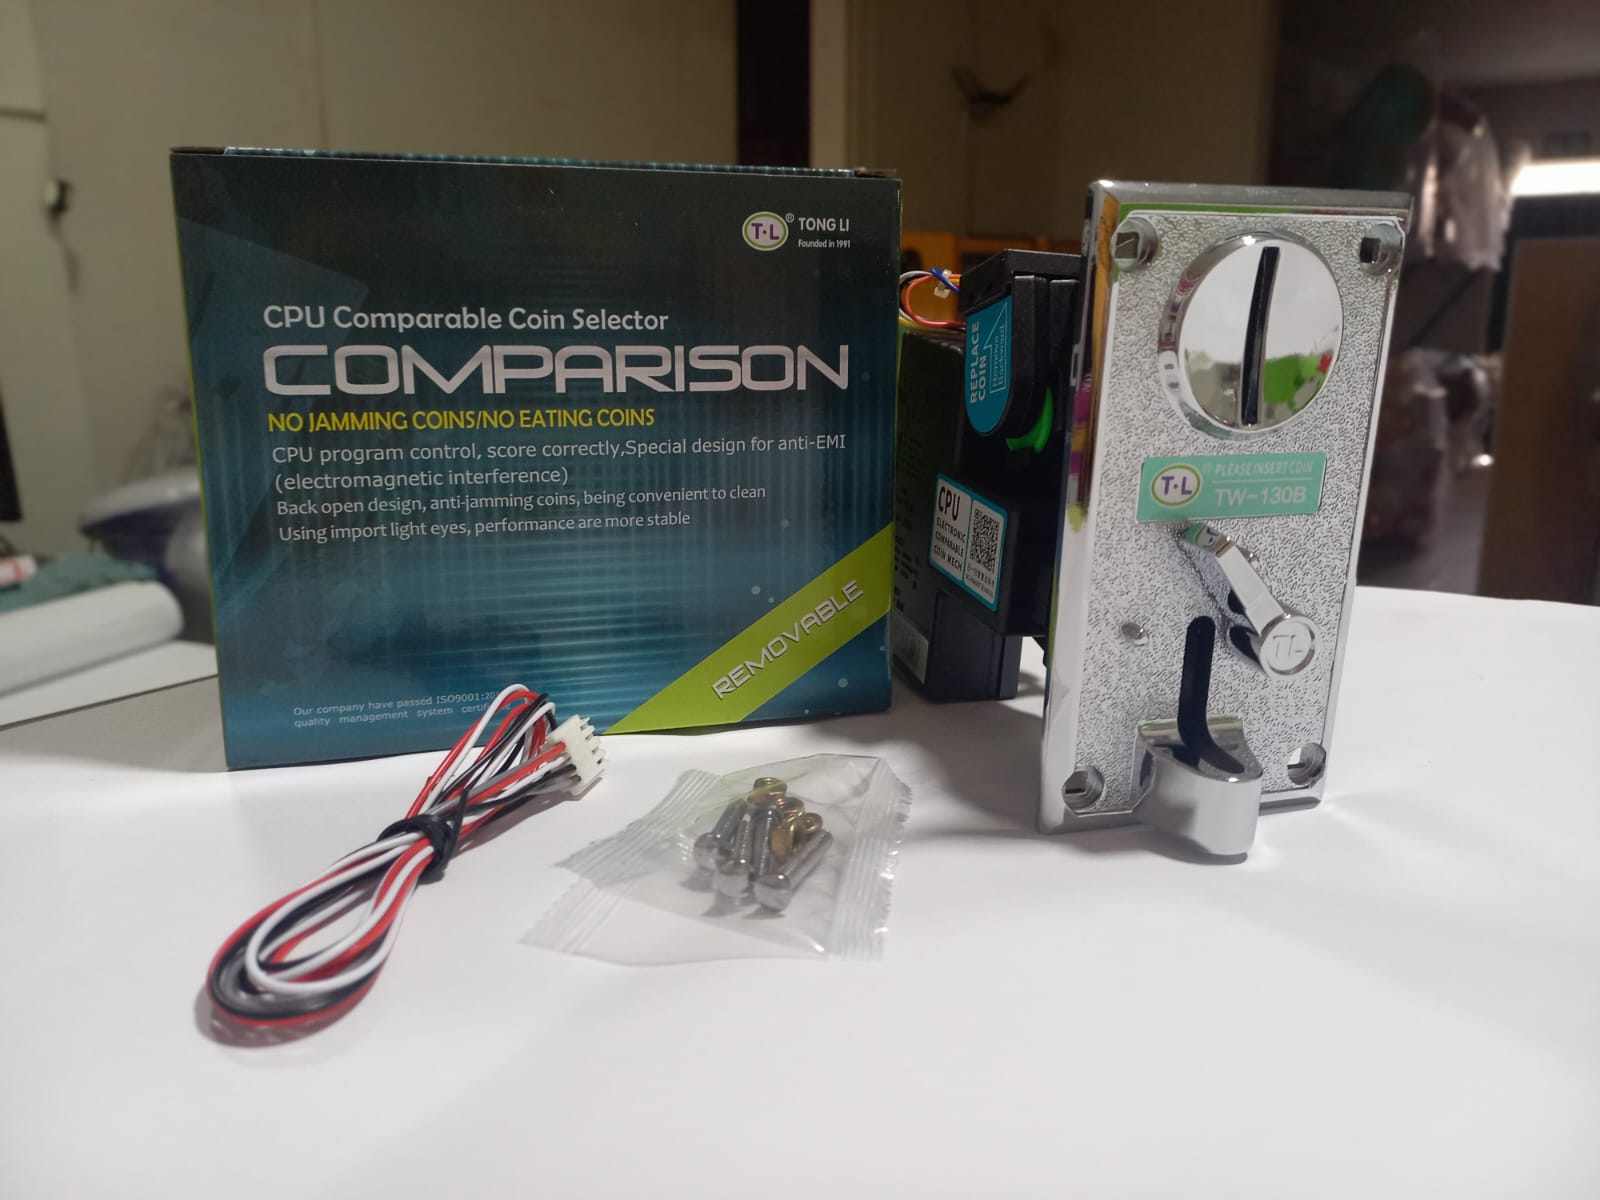 T·L ® TONG LI
Founded in 1991
CPU Comparable Coin Selector
COMPARISON
NO JAMMING COINS/NO EATING COINS
CPU program control, score correctly,Special design for anti-EMI
(electromagnetic interference)
Back open design, anti-jamming coins, being convenient to clean
Using import light eyes, performance are more stable
REMOVABLE
Our company have passed ISO9001:
quality management system
REPLACE
COIN
Remove
Backward
CPU
ELECTRONIC
COMPARABLE
COIN MECH
T·L ® PLEASE INSERT COIN
TW-130B
TL